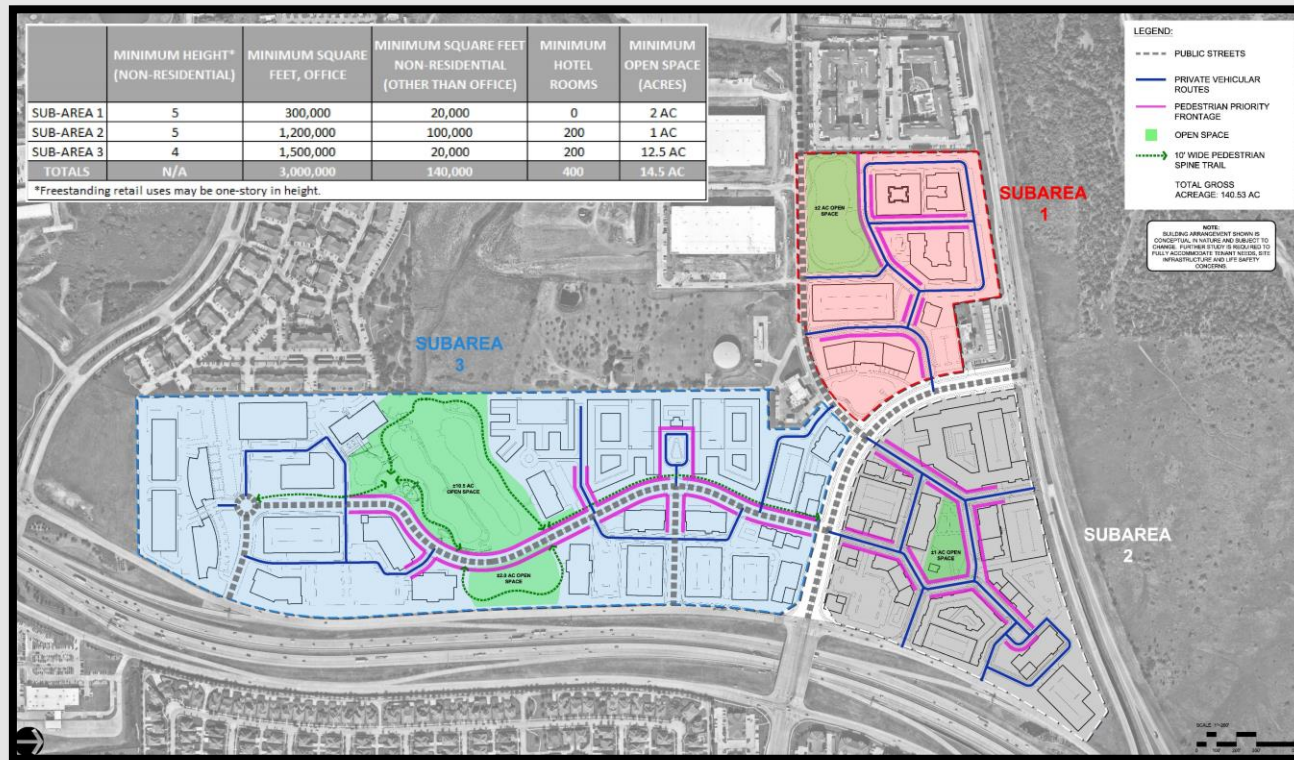 MINIMUM HEIGHT*
(NON-RESIDENTIAL)
MINIMUM SQUARE
FEET, OFFICE
MINIMUM SQUARE FEET
NON-RESIDENTIAL
(OTHER THAN OFFICE)
MINIMUM
HOTEL
ROOMS
MINIMUM
OPEN SPACE
(ACRES)
SUB-AREA 1 5 300,000 20,000 0 2 AC
SUB-AREA 2 5 1,200,000 100,000 200 1 AC
SUB-AREA 3 4 1,500,000 20,000 200 12.5 AC
TOTALS N/A 3,000,000 140,000 400 14.5 AC
*Freestanding retail uses may be one-story in height.
LEGEND:
PUBLIC STREETS
PRIVATE VEHICULAR
ROUTES
PEDESTRIAN PRIORITY
FRONTAGE
OPEN SPACE
10' WIDE PEDESTRIAN
SPINE TRAIL
TOTAL GROSS
ACREAGE: 140.53 AC
NOTE:
BUILDING ARRANGEMENT SHOWN IS
CONCEPTUAL IN NATURE AND SUBJECT TO
CHANGE. FURTHER STUDY IS REQUIRED TO
FULLY ACCOMMODATE TENANT NEEDS, SITE
INFRASTRUCTURE AND LIFE SAFETY
CONCERNS.
SUBAREA
1
±2 AC OPEN
SPACE
SUBAREA
3
±10.5 AC
OPEN SPACE
±2.0 AC OPEN
SPACE
SUBAREA
2
±1 AC OPEN
SPACE